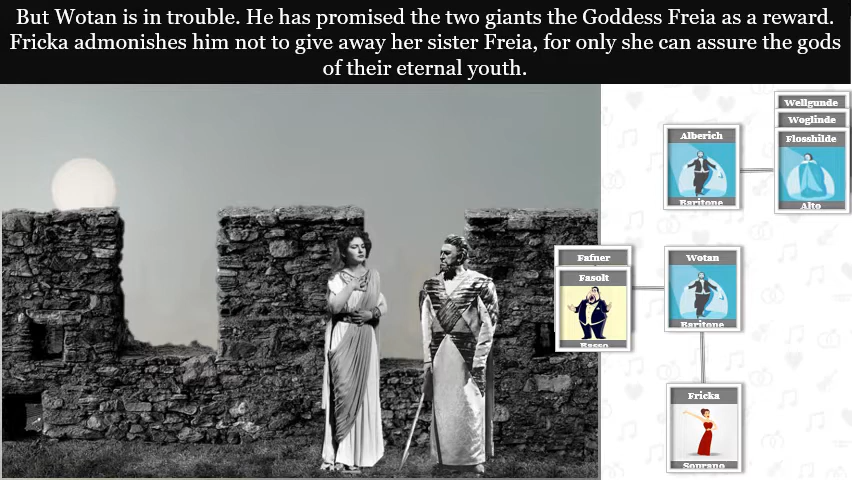 But Wotan is in trouble. He has promised the two giants the Goddess Freia as a reward.
Fricka admonishes him not to give away her sister Freia, for only she can assure the gods
of their eternal youth.
Wellgunde
Woglinde
Alberich
Flosshilde
Baritone
Alto
Fafner
Wotan
Fasolt
Baritone
Basso
Fricka
Soprano